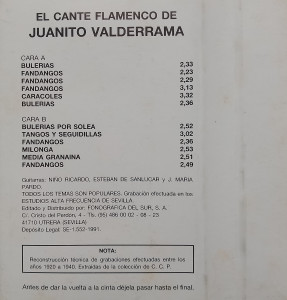 EL CANTE FLAMENCO DE
JUANITO VALDERRAMA
CARA A
BULERIAS 2,33
FANDANGOS 2,23
FANDANGOS 2,29
FANDANGOS 3,13
CARACOLES 3,32
BULERIAS 2,36
CARA B
BULERIAS POR SOLEA 2,52
TANGOS Y SEGUIDILLAS 3,02
FANDANGOS 2,36
MILONGA 2,53
MEDIA GRANAINA 2,51
FANDANGOS 2,49
Guitarras: NIÑO RICARDO, ESTEBAN DE SANLUCAR y J. MARIA
PARDO.
TODOS LOS TEMAS SON POPULARES. Grabación efectuada en los
ESTUDIOS ALTA FRECUENCIA DE SEVILLA.
Editado y Distribuido por: FONOGRAFICA DEL SUR, S. A.
C/. Cristo del Perdón, 4 - Tls. (95) 486 00 02 - 08 - 23
41710 UTRERA (SEVILLA)
Depósito Legal: SE-1.552-1991.
NOTA:
Reconstrucción técnica de grabaciones efectuadas entre los
años 1920 a 1940. Extraídas de la colección de C. C. P.
Antes de dar la vuelta a la cinta déjela pasar hasta el final.